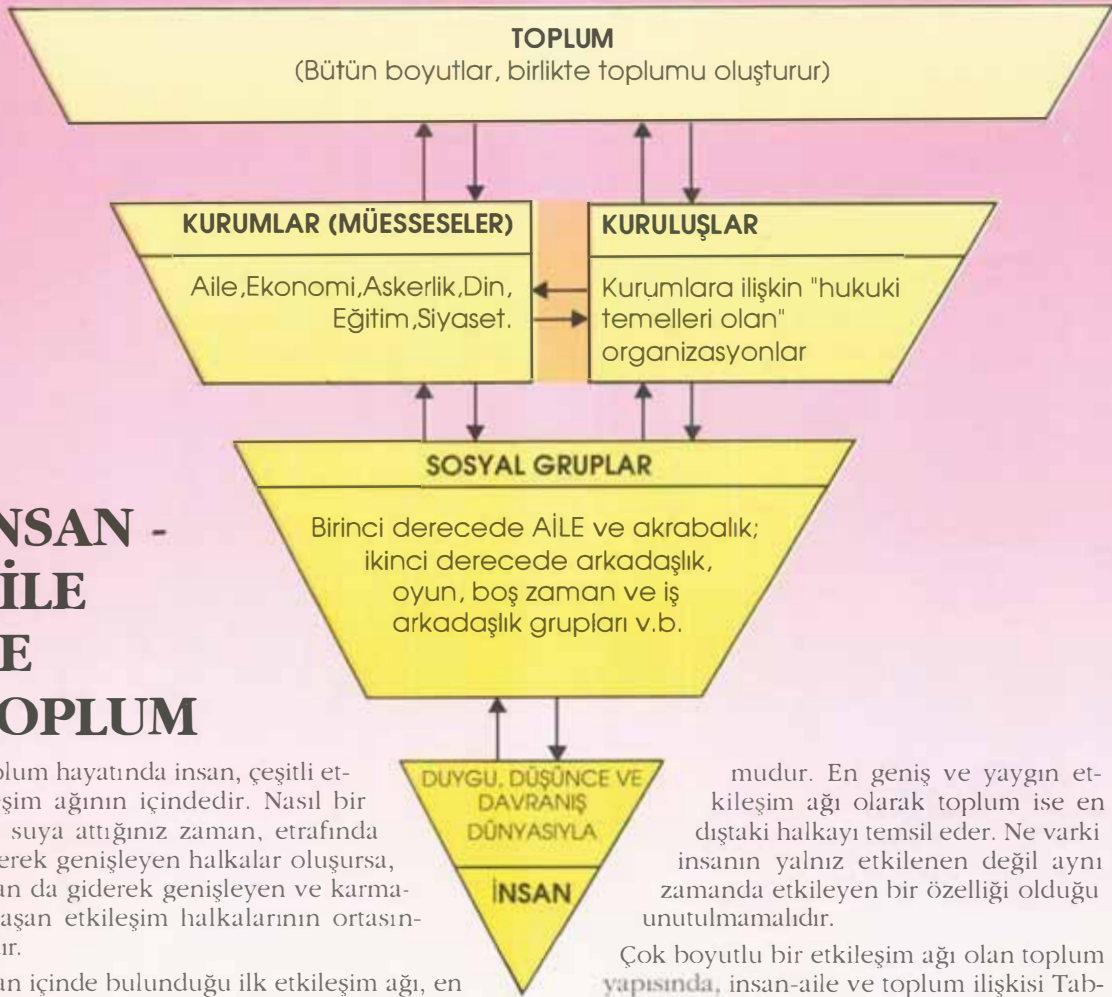 TOPLUM
(Bütün boyutlar, birlikte toplumu oluşturur)
KURUMLAR (MÜESSESELER)
Aile,Ekonomi,Askerlik,Din,
Eğitim,Siyaset.
KURULUŞLAR
Kurumlara ilişkin "hukuki
temelleri olan"
organizasyonlar
SOSYAL GRUPLAR
Birinci derecede AİLE ve akrabalık;
ikinci derecede arkadaşlık,
oyun, boş zaman ve iş
arkadaşlık grupları v.b.
DUYGU, DÜŞÜNCE VE
DAVRANIŞ
DÜNYASIYLA
İNSAN
NSAN -
İLE
E
OPLUM
plum hayatında insan, çeşitli et-
eşim ağının içindedir. Nasıl bir
suya attığınız zaman, etrafında
erek genişleyen halkalar oluşursa,
an da giderek genişleyen ve karma-
aşan etkileşim halkalarının ortasın-
ır.
an içinde bulunduğu ilk etkileşim ağı, en
mudur. En geniş ve yaygın et-
kileşim ağı olarak toplum ise en
dıştaki halkayı temsil eder. Ne varki
insanın yalnız etkilenen değil aynı
zamanda etkileyen bir özelliği olduğu
unutulmamalıdır.
Çok boyutlu bir etkileşim ağı olan toplum
yapısında, insan-aile ve toplum ilişkisi Tab-